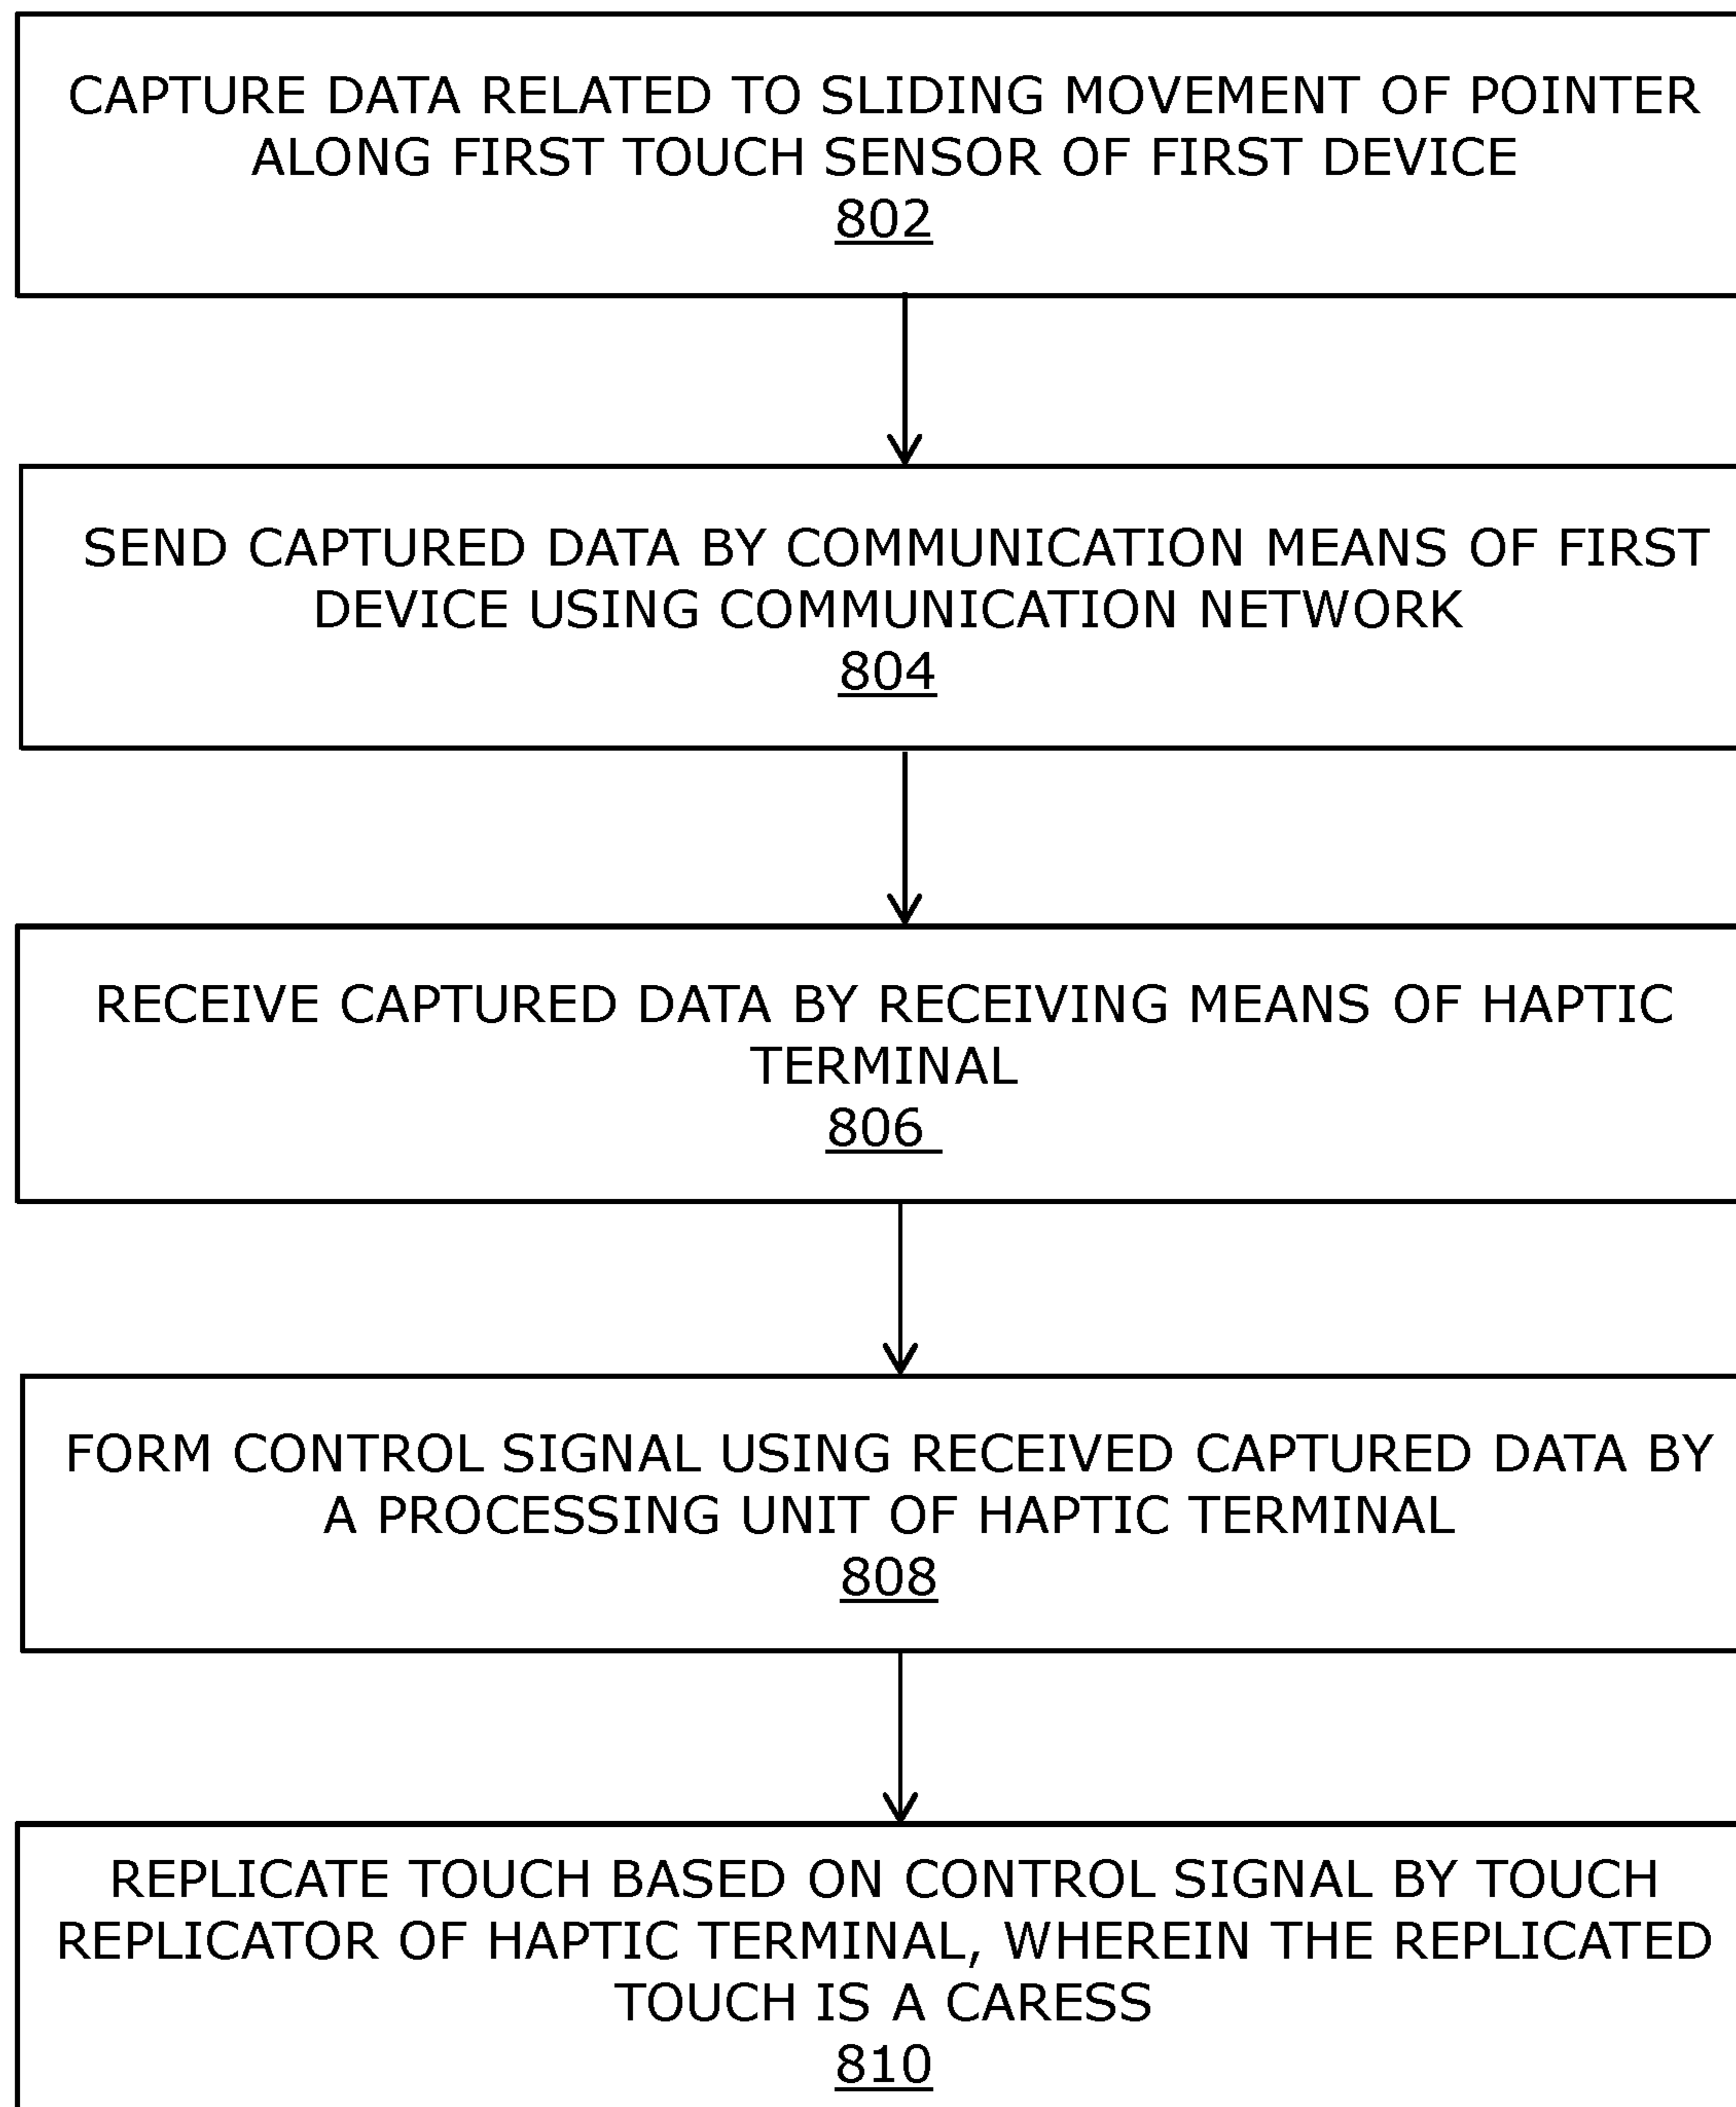 CAPTURE DATA RELATED TO SLIDING MOVEMENT OF POINTER
ALONG FIRST TOUCH SENSOR OF FIRST DEVICE
802
SEND CAPTURED DATA BY COMMUNICATION MEANS OF FIRST
DEVICE USING COMMUNICATION NETWORK
804
RECEIVE CAPTURED DATA BY RECEIVING MEANS OF HAPTIC
TERMINAL
806
FORM CONTROL SIGNAL USING RECEIVED CAPTURED DATA BY
A PROCESSING UNIT OF HAPTIC TERMINAL
808
REPLICATE TOUCH BASED ON CONTROL SIGNAL BY TOUCH
REPLICATOR OF HAPTIC TERMINAL, WHEREIN THE REPLICATED
TOUCH IS A CARESS
810